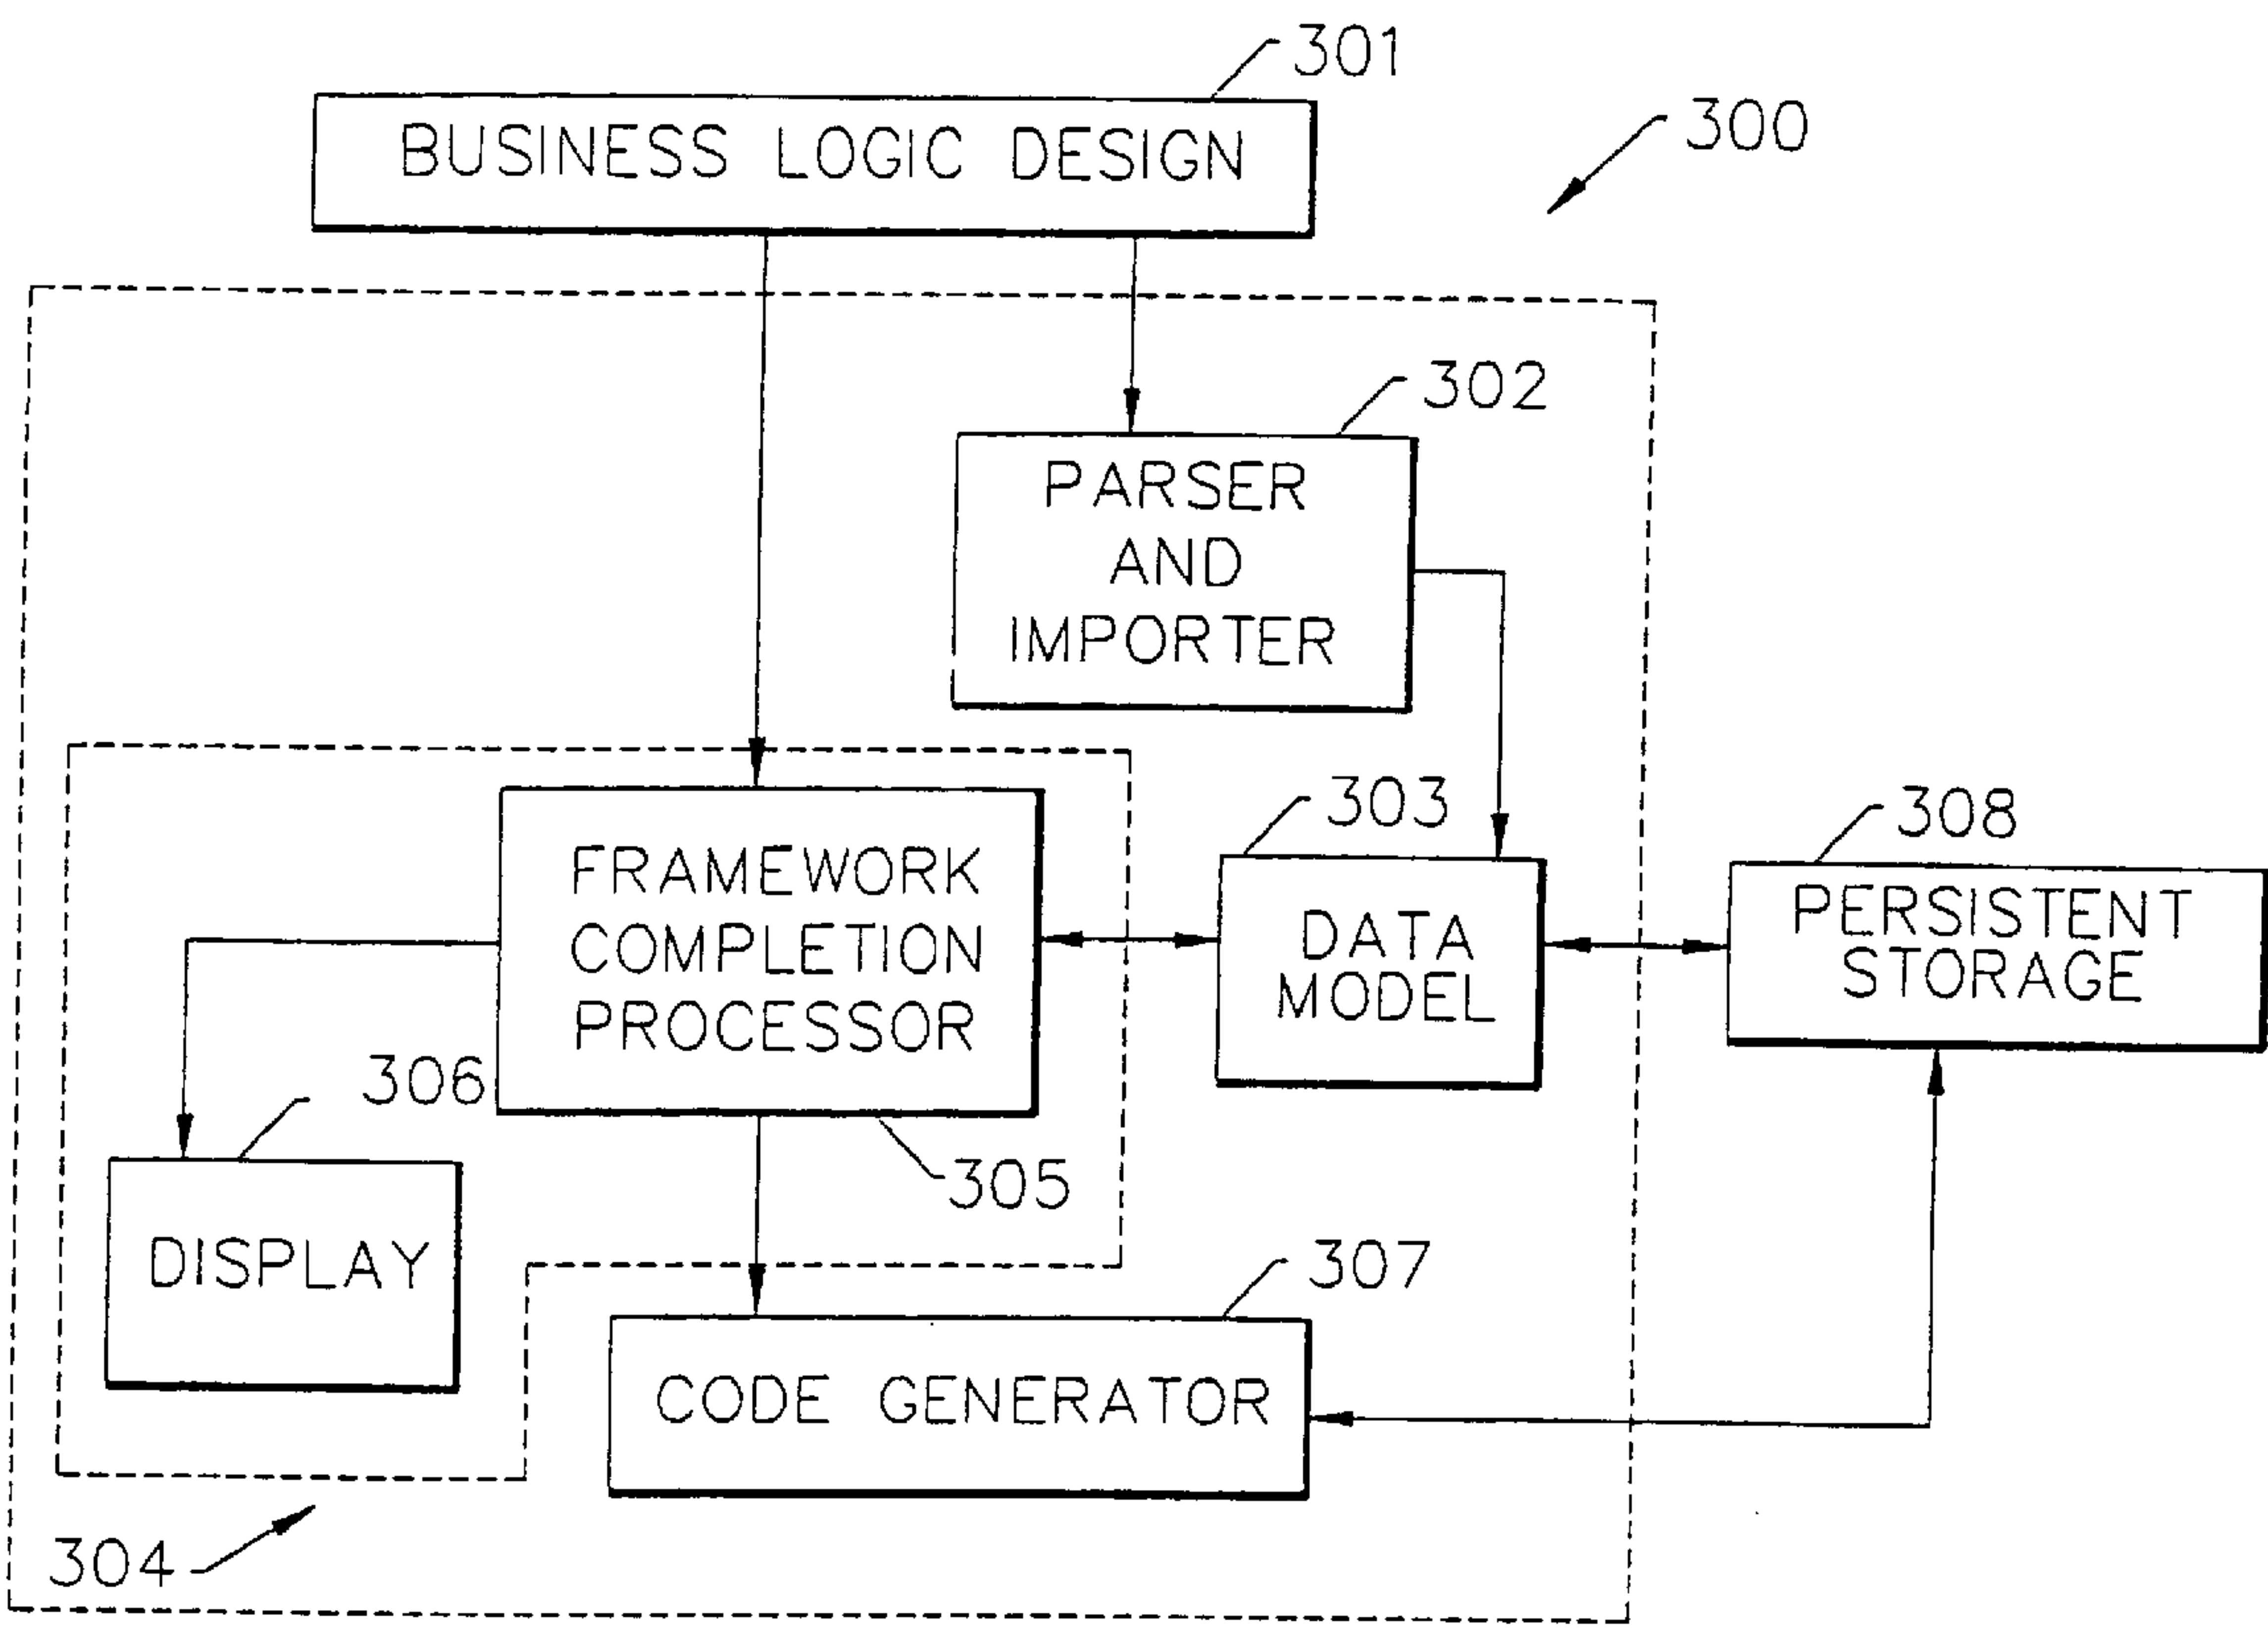 301
BUSINESS LOGIC DESIGN
300
302
PARSER
AND
IMPORTER
303
308
FRAMEWORK
COMPLETION
PROCESSOR
DATA
MODEL
PERSISTENT
STORAGE
306
305
DISPLAY
307
CODE GENERATOR
304